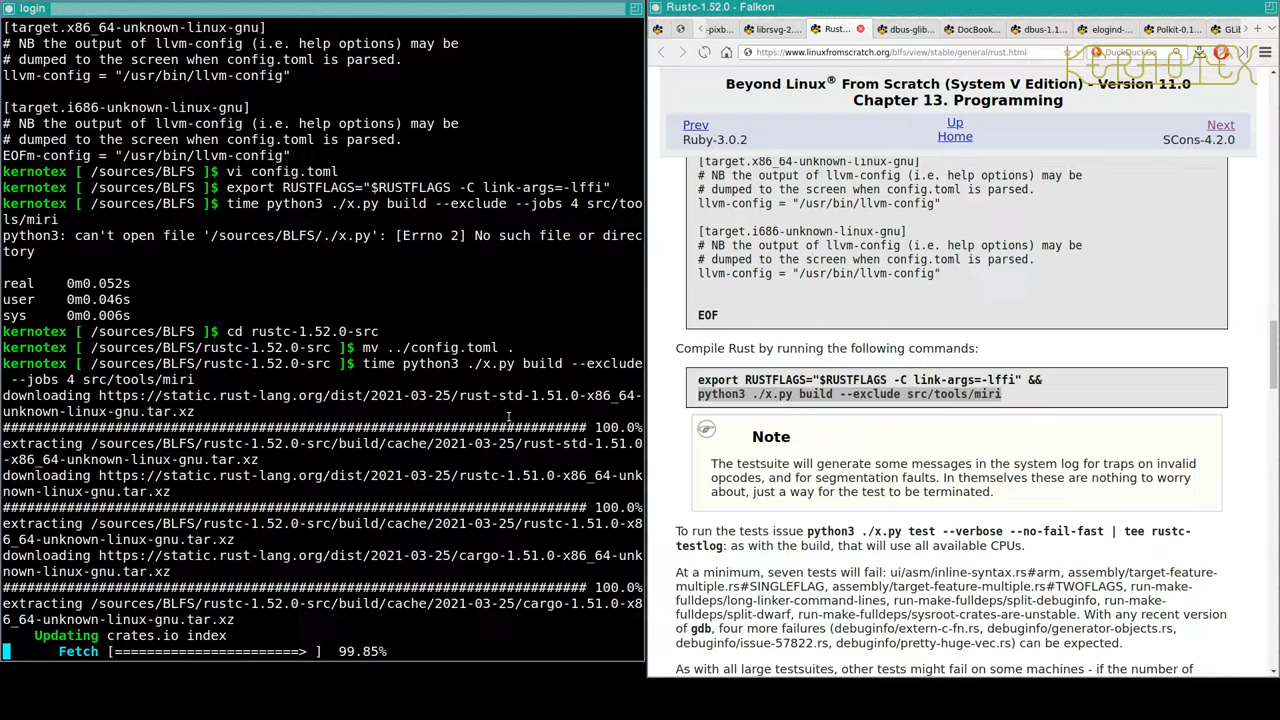 login
[target.x86_64-unknown-linux-gnu]
# NB the output of llvm-config (i.e. help options) may be
# dumped to the screen when config.toml is parsed.
llvm-config = "/usr/bin/llvm-config"
[target.i686-unknown-linux-gnu]
# NB the output of llvm-config (i.e. help options) may be
# dumped to the screen when config.toml is parsed.
EOFm-config = "/usr/bin/llvm-config"
kernotex [ /sources/BLFS ]$ vi config.toml
kernotex [ /sources/BLFS ]$ export RUSTFLAGS="$RUSTFLAGS -C link-args=-lffi"
kernotex [ /sources/BLFS ]$ time python3 ./x.py build --exclude --jobs 4 src/too
ls/miri
python3: can't open file '/sources/BLFS/./x.py': [Errno 2] No such file or direc
tory
real 0m0.052s
user 0m0.046s
sys 0m0.006s
kernotex [ /sources/BLFS ]$ cd rustc-1.52.0-src
kernotex [ /sources/BLFS/rustc-1.52.0-src ]$ mv ../config.toml .
kernotex [ /sources/BLFS/rustc-1.52.0-src ]$ time python3 ./x.py build --exclude
--jobs 4 src/tools/miri
downloading https://static.rust-lang.org/dist/2021-03-25/rust-std-1.51.0-x86_64-
unknown-linux-gnu.tar.xz
######################################################################## 100.0%
extracting /sources/BLFS/rustc-1.52.0-src/build/cache/2021-03-25/rust-std-1.51.0
-x86_64-unknown-linux-gnu.tar.xz
downloading https://static.rust-lang.org/dist/2021-03-25/rustc-1.51.0-x86_64-unk
nown-linux-gnu.tar.xz
######################################################################## 100.0%
extracting /sources/BLFS/rustc-1.52.0-src/build/cache/2021-03-25/rustc-1.51.0-x8
6_64-unknown-linux-gnu.tar.xz
downloading https://static.rust-lang.org/dist/2021-03-25/cargo-1.51.0-x86_64-unk
nown-linux-gnu.tar.xz
######################################################################## 100.0%
extracting /sources/BLFS/rustc-1.52.0-src/build/cache/2021-03-25/cargo-1.51.0-x8
6_64-unknown-linux-gnu.tar.xz
Updating crates.io index
Fetch [=======================> ] 99.85%
Rustc-1.52.0 - Falkon
-pixb librsvg-2. Rust dbus-glib DocBook dbus-1.1 elogind- Polkit-0.1 GLib
https://www.linuxfromscratch.org/blfs/view/stable/general/rust.html
DuckDuckGo
KERNOTEX
Beyond Linux® From Scratch (System V Edition) - Version 11.0
Chapter 13. Programming
Prev Up Next
Ruby-3.0.2 Home SCons-4.2.0
[target.x86_64-unknown-linux-gnu]
# NB the output of llvm-config (i.e. help options) may be
# dumped to the screen when config.toml is parsed.
llvm-config = "/usr/bin/llvm-config"
[target.i686-unknown-linux-gnu]
# NB the output of llvm-config (i.e. help options) may be
# dumped to the screen when config.toml is parsed.
llvm-config = "/usr/bin/llvm-config"
EOF
Compile Rust by running the following commands:
export RUSTFLAGS="$RUSTFLAGS -C link-args=-lffi" &&
python3 ./x.py build --exclude src/tools/miri
Note
The testsuite will generate some messages in the system log for traps on invalid
opcodes, and for segmentation faults. In themselves these are nothing to worry
about, just a way for the test to be terminated.
To run the tests issue python3 ./x.py test --verbose --no-fail-fast | tee rustc-
testlog: as with the build, that will use all available CPUs.
At a minimum, seven tests will fail: ui/asm/inline-syntax.rs#arm, assembly/target-feature-
multiple.rs#SINGLEFLAG, assembly/target-feature-multiple.rs#TWOFLAGS, run-make-
fulldeps/long-linker-command-lines, run-make-fulldeps/split-debuginfo, run-make-
fulldeps/split-dwarf, run-make-fulldeps/sysroot-crates-are-unstable. With any recent version
of gdb, four more failures (debuginfo/extern-c-fn.rs, debuginfo/generator-objects.rs,
debuginfo/issue-57822.rs, debuginfo/pretty-huge-vec.rs) can be expected.
As with all large testsuites, other tests might fail on some machines - if the number of